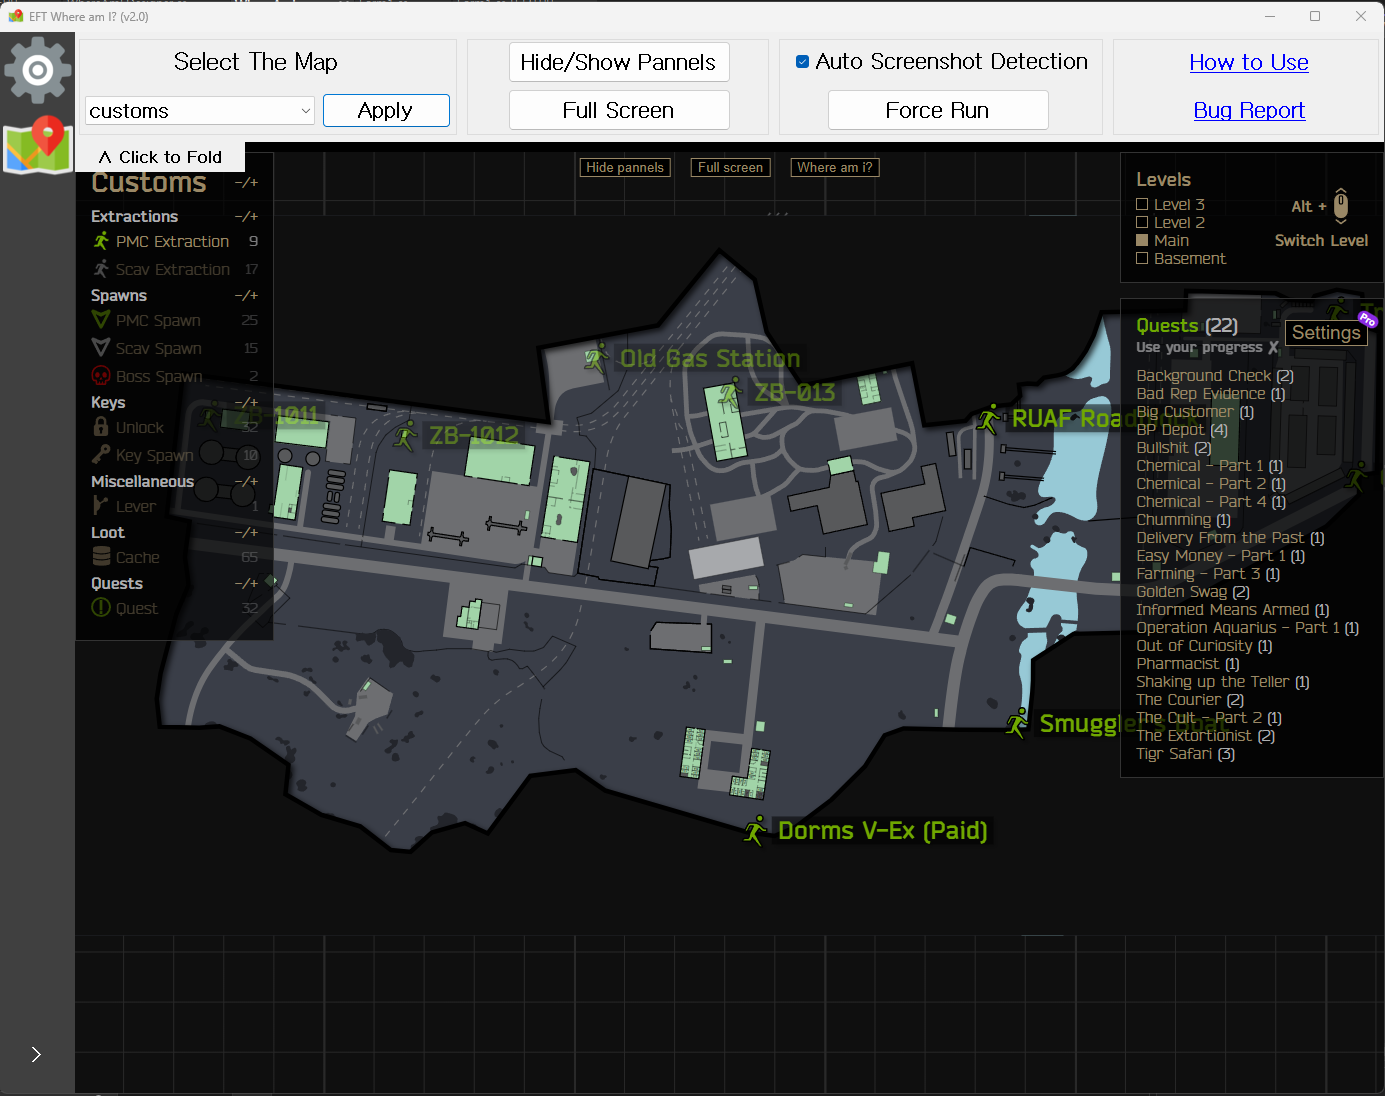 EFT Where am I? (v2.0)
Select The Map
customs
Apply
Hide/Show Pannels
Full Screen
Auto Screenshot Detection
Force Run
How to Use
Bug Report
Click to Fold
Customs -/+
Extractions -/+
PMC Extraction 9
Scav Extraction 17
Spawns -/+
PMC Spawn 25
Scav Spawn 15
Boss Spawn 2
Keys -/+
Unlock 32
Key Spawn 10
Miscellaneous -/+
Lever 1
Loot -/+
Cache 65
Quests -/+
Quest 32
Hide pannels
Full screen
Where am i?
Old Gas Station
ZB-013
ZB-1011
ZB-1012
RUAF Road
Smuggler's Boat
Dorms V-Ex (Paid)
Levels
Level 3
Level 2
Main
Basement
Alt +
Switch Level
Quests (22)
Use your progress X
Settings
Pro
Background Check (2)
Bad Rep Evidence (1)
Big Customer (1)
BP Depot (4)
Bullshit (2)
Chemical - Part 1 (1)
Chemical - Part 2 (1)
Chemical - Part 4 (1)
Chumming (1)
Delivery From the Past (1)
Easy Money - Part 1 (1)
Farming - Part 3 (1)
Golden Swag (2)
Informed Means Armed (1)
Operation Aquarius - Part 1 (1)
Out of Curiosity (1)
Pharmacist (1)
Shaking up the Teller (1)
The Courier (2)
The Cult - Part 2 (1)
The Extortionist (2)
Tigr Safari (3)